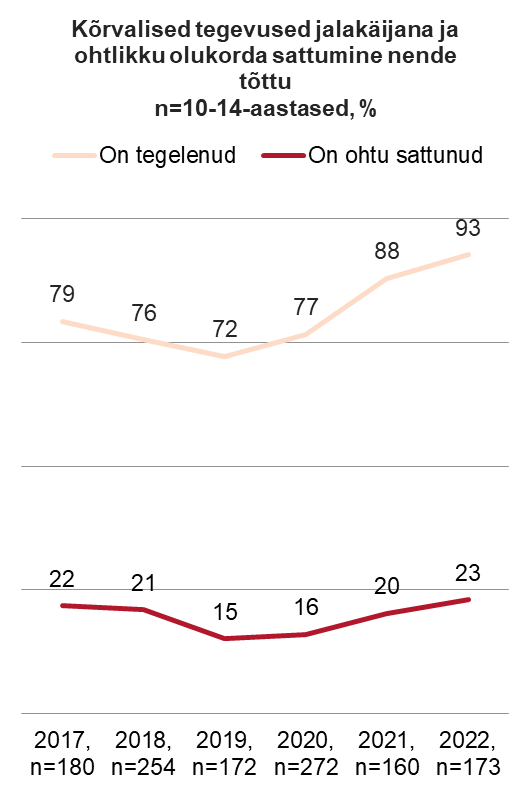 Kõrvalised tegevused jalakäijana ja
ohtlikku olukorda sattumine nende
tõttu
n=10-14-aastased, %
On tegelenud
On ohtu sattunud
79
76
72
77
88
93
22
21
15
16
20
23
2017,
n=180
2018,
n=254
2019,
n=172
2020,
n=272
2021,
n=160
2022,
n=173